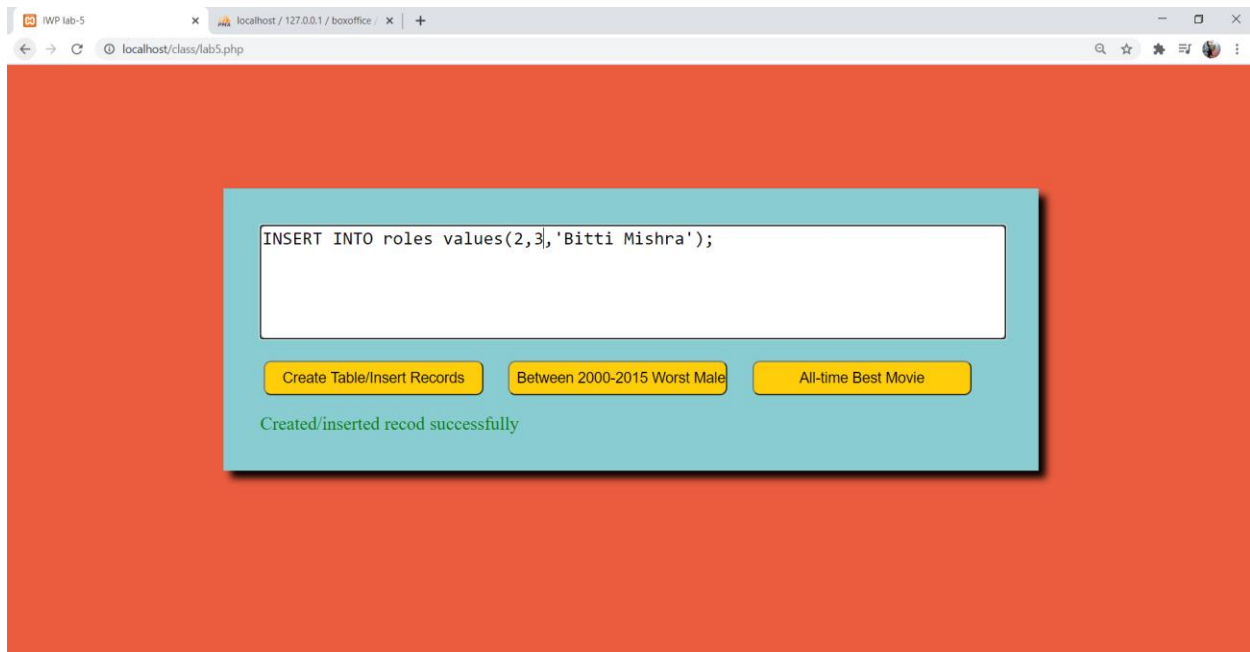 IWP lab-5
localhost / 127.0.0.1 / boxoffice /
localhost/class/lab5.php
INSERT INTO roles values(2,3,'Bitti Mishra');
Create Table/Insert Records Between 2000-2015 Worst Male All-time Best Movie
Created/inserted recod successfully